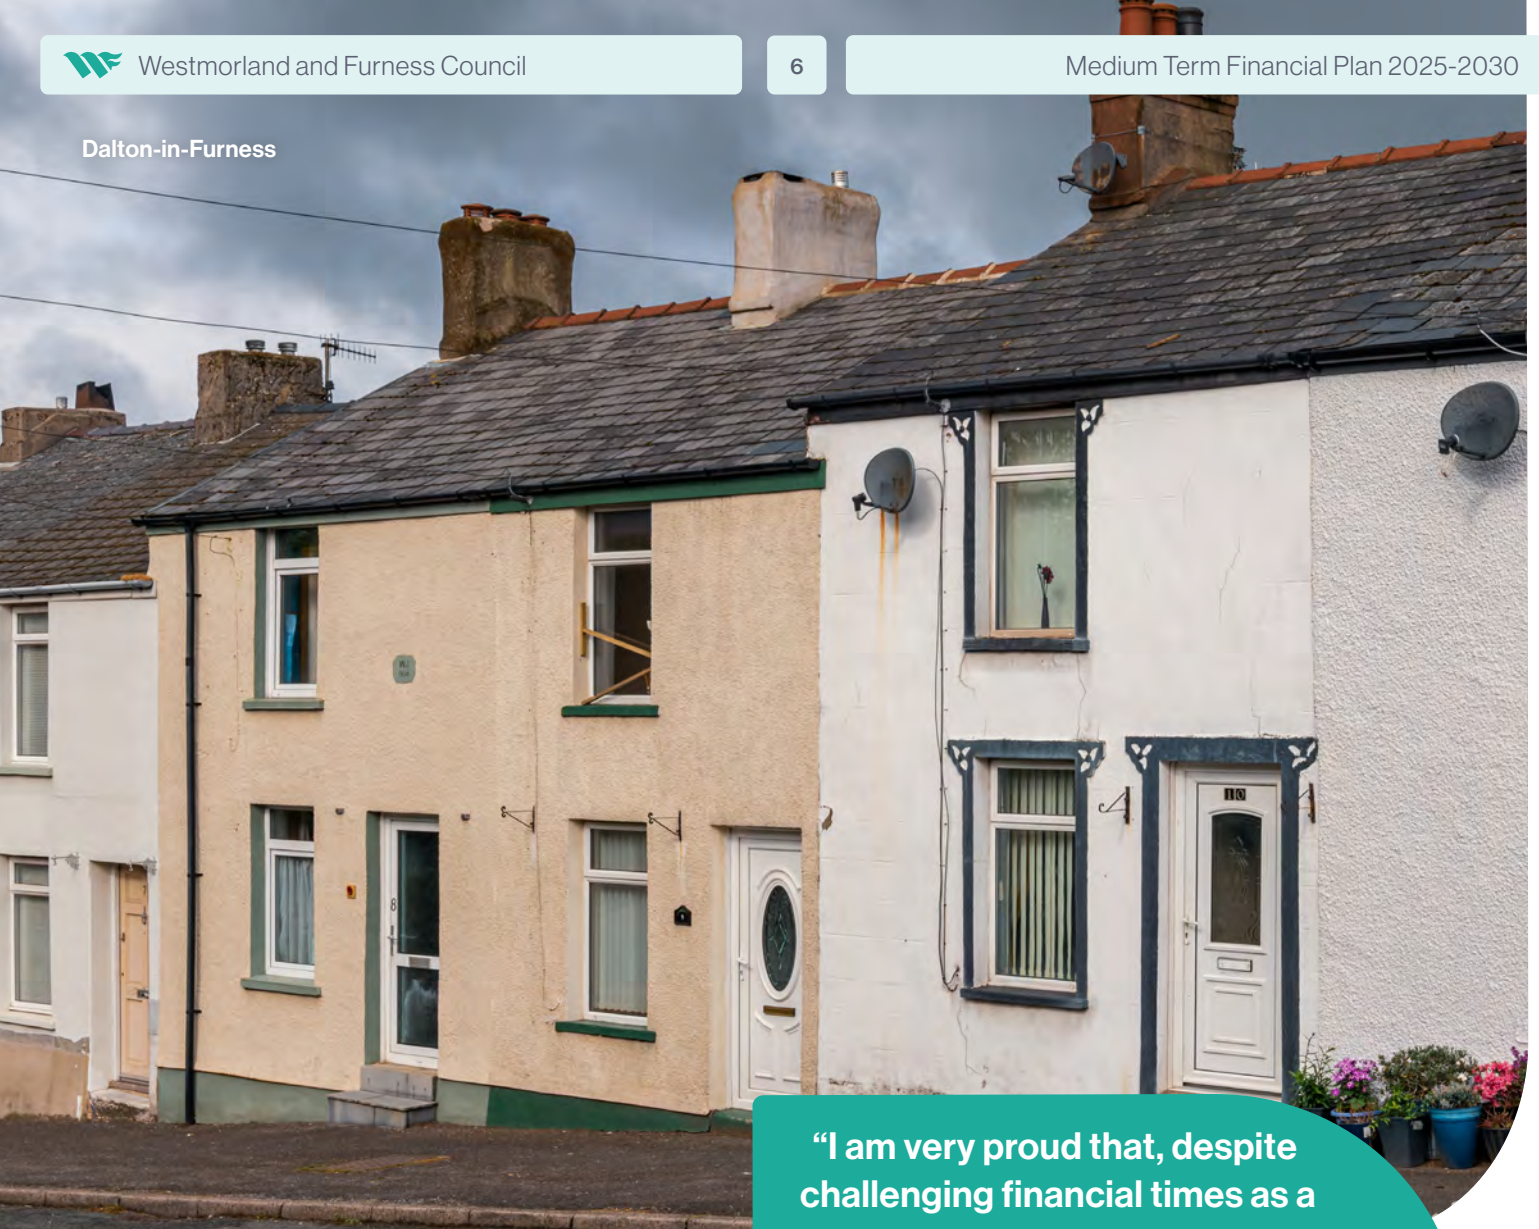 Westmorland and Furness Council
6
Medium Term Financial Plan 2025-2030
Dalton-in-Furness
10
8
“I am very proud that, despite
challenging financial times as a